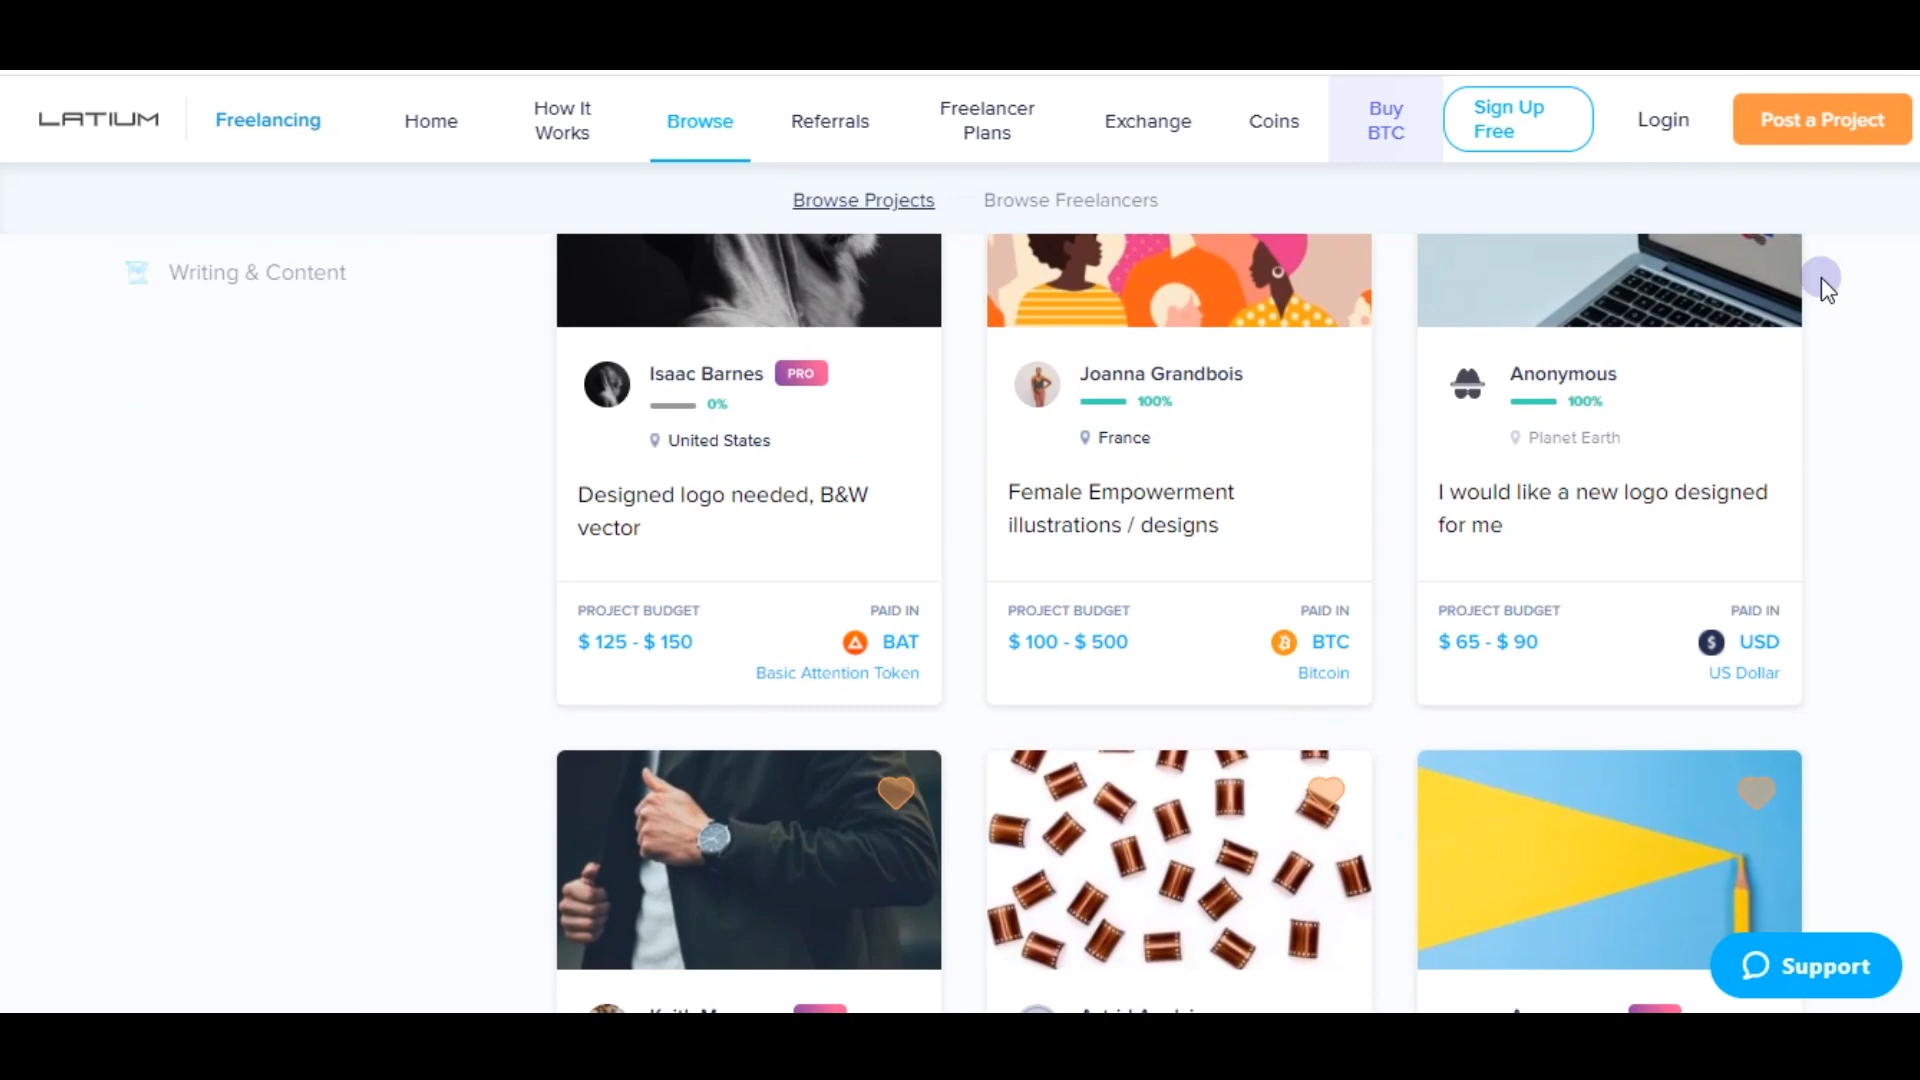 LATIUM
Freelancing
Home
How It
Works
Browse
Referrals
Freelancer
Plans
Exchange
Coins
Buy
BTC
Sign Up
Free
Login
Post a Project
Browse Projects
Browse Freelancers
Writing & Content
Isaac Barnes PRO
0%
United States
Designed logo needed, B&W
vector
PROJECT BUDGET PAID IN
$ 125 - $ 150 BAT
Basic Attention Token
Joanna Grandbois
100%
France
Female Empowerment
illustrations / designs
PROJECT BUDGET PAID IN
$ 100 - $ 500 BTC
Bitcoin
Anonymous
100%
Planet Earth
I would like a new logo designed
for me
PROJECT BUDGET PAID IN
$ 65 - $ 90 USD
US Dollar
Support